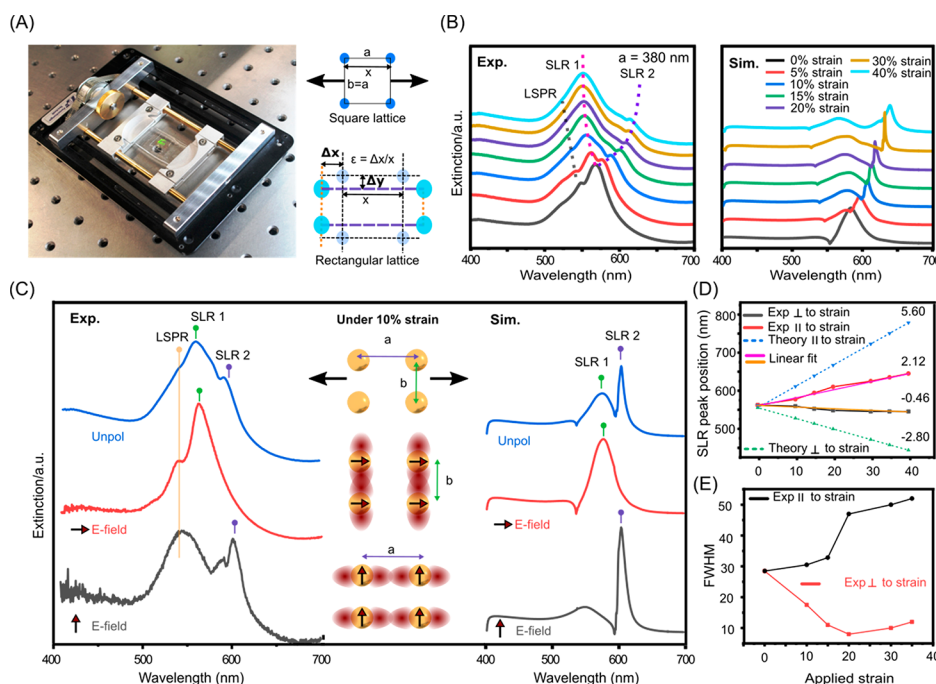 (A)
a
x
b=a
Square lattice
Δx
ε = Δx/x
Δy
x
Rectangular lattice
(B)
Exp.
SLR 1
a = 380 nm
LSPR
SLR 2
Extinction/a.u.
400 500 600 700
Wavelength (nm)
Sim.
0% strain
5% strain
10% strain
15% strain
20% strain
30% strain
40% strain
400 500 600 700
Wavelength (nm)
(C)
Exp.
SLR 1
LSPR
SLR 2
Unpol
E-field
E-field
Extinction/a.u.
400 500 600 700
Wavelength (nm)
Under 10% strain
a
b
b
a
Sim.
SLR 2
SLR 1
Unpol
E-field
E-field
400 500 600 700
Wavelength (nm)
(D)
SLR peak position (nm)
800
750
700
650
600
550
500
450
Exp ⊥ to strain
Exp || to strain
Theory || to strain
Linear fit
Theory ⊥ to strain
5.60
2.12
-0.46
-2.80
0 10 20 30 40
(E)
FWHM
50
40
30
20
10
Exp || to strain
Exp ⊥ to strain
0 10 20 30 40
Applied strain